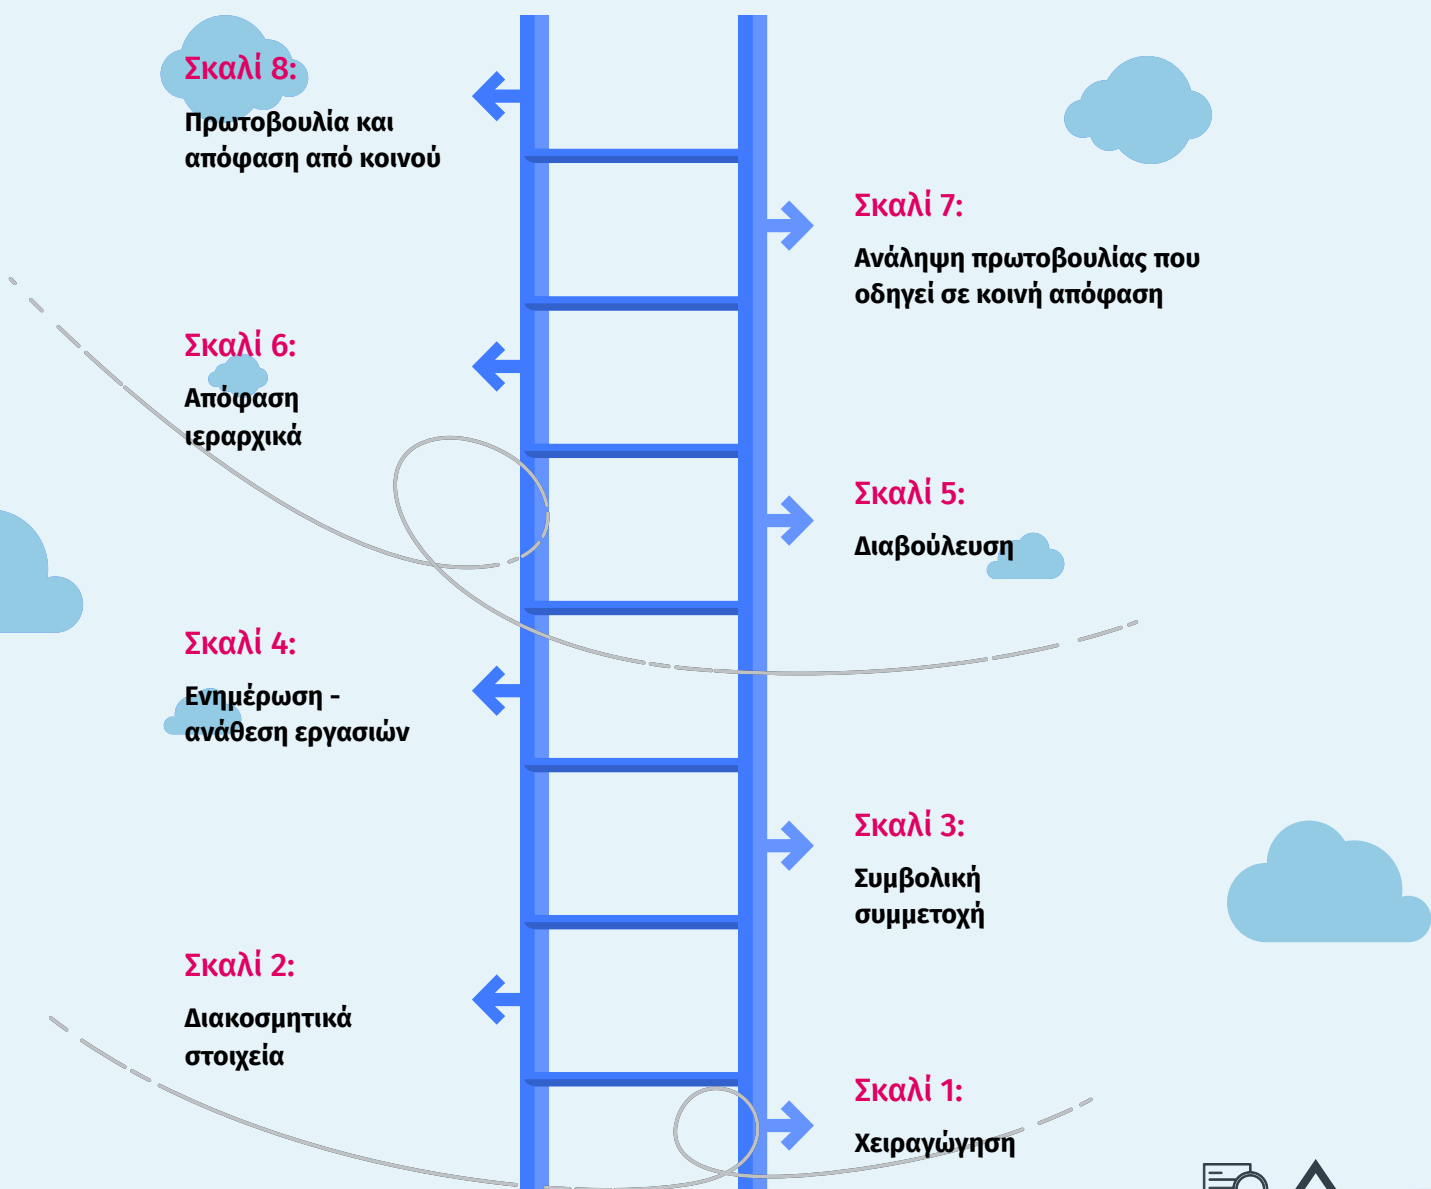 Σκαλί 8:
Πρωτοβουλία και
απόφαση από κοινού
Σκαλί 7:
Ανάληψη πρωτοβουλίας που
οδηγεί σε κοινή απόφαση
Σκαλί 6:
Απόφαση
ιεραρχικά
Σκαλί 5:
Διαβούλευση
Σκαλί 4:
Ενημέρωση -
ανάθεση εργασιών
Σκαλί 3:
Συμβολική
συμμετοχή
Σκαλί 2:
Διακοσμητικά
στοιχεία
Σκαλί 1:
Χειραγώγηση